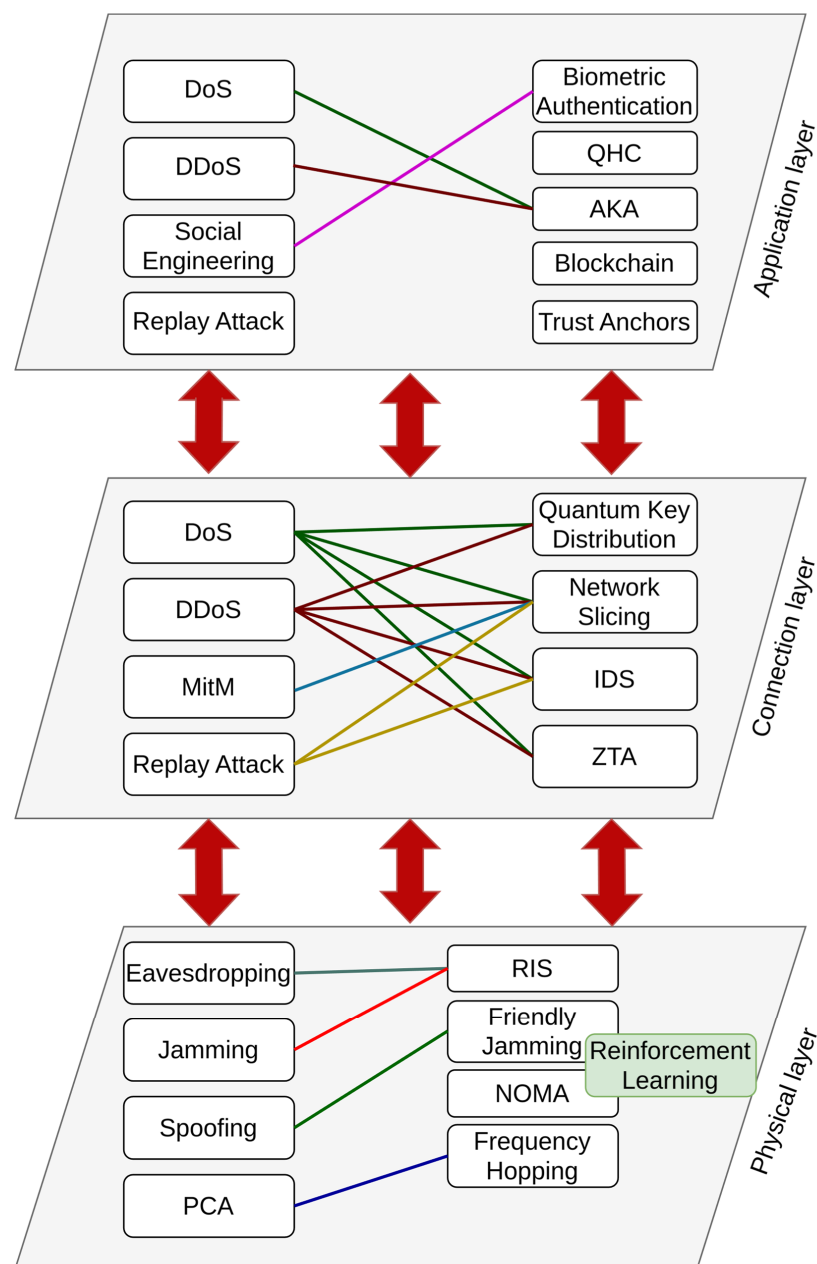 DoS
DDoS
Social
Engineering
Replay Attack
Biometric
Authentication
QHC
AKA
Blockchain
Trust Anchors
Application layer
DoS
DDoS
MitM
Replay Attack
Quantum Key
Distribution
Network
Slicing
IDS
ZTA
Connection layer
Eavesdropping
Jamming
Spoofing
PCA
RIS
Friendly
Jamming
NOMA
Frequency
Hopping
Reinforcement
Learning
Physical layer